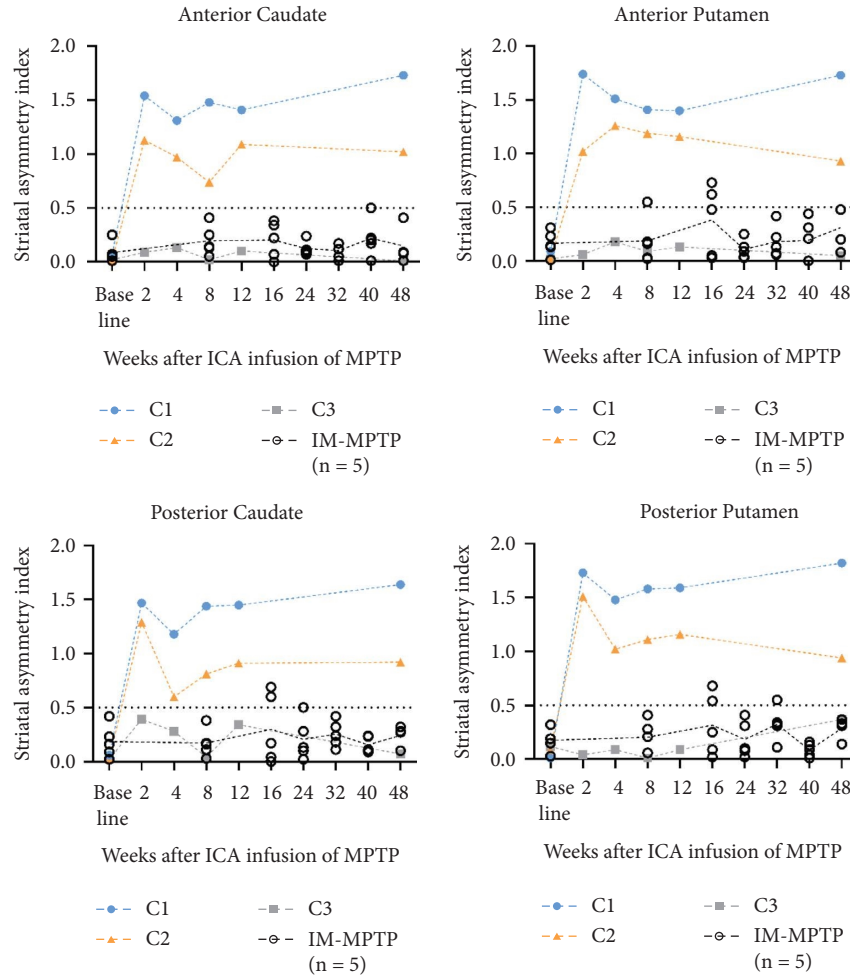 Anterior Caudate
Striatal asymmetry index
2.0
1.5
1.0
0.5
0.0
Base line 2 4 8 12 16 24 32 40 48
Weeks after ICA infusion of MPTP
C1 C3
C2 IM-MPTP
(n = 5)
Anterior Putamen
Striatal asymmetry index
2.0
1.5
1.0
0.5
0.0
Base line 2 4 8 12 16 24 32 40 48
Weeks after ICA infusion of MPTP
C1 C3
C2 IM-MPTP
(n = 5)
Posterior Caudate
Striatal asymmetry index
2.0
1.5
1.0
0.5
0.0
Base line 2 4 8 12 16 24 32 40 48
Weeks after ICA infusion of MPTP
C1 C3
C2 IM-MPTP
(n = 5)
Posterior Putamen
Striatal asymmetry index
2.0
1.5
1.0
0.5
0.0
Base line 2 4 8 12 16 24 32 40 48
Weeks after ICA infusion of MPTP
C1 C3
C2 IM-MPTP
(n = 5)